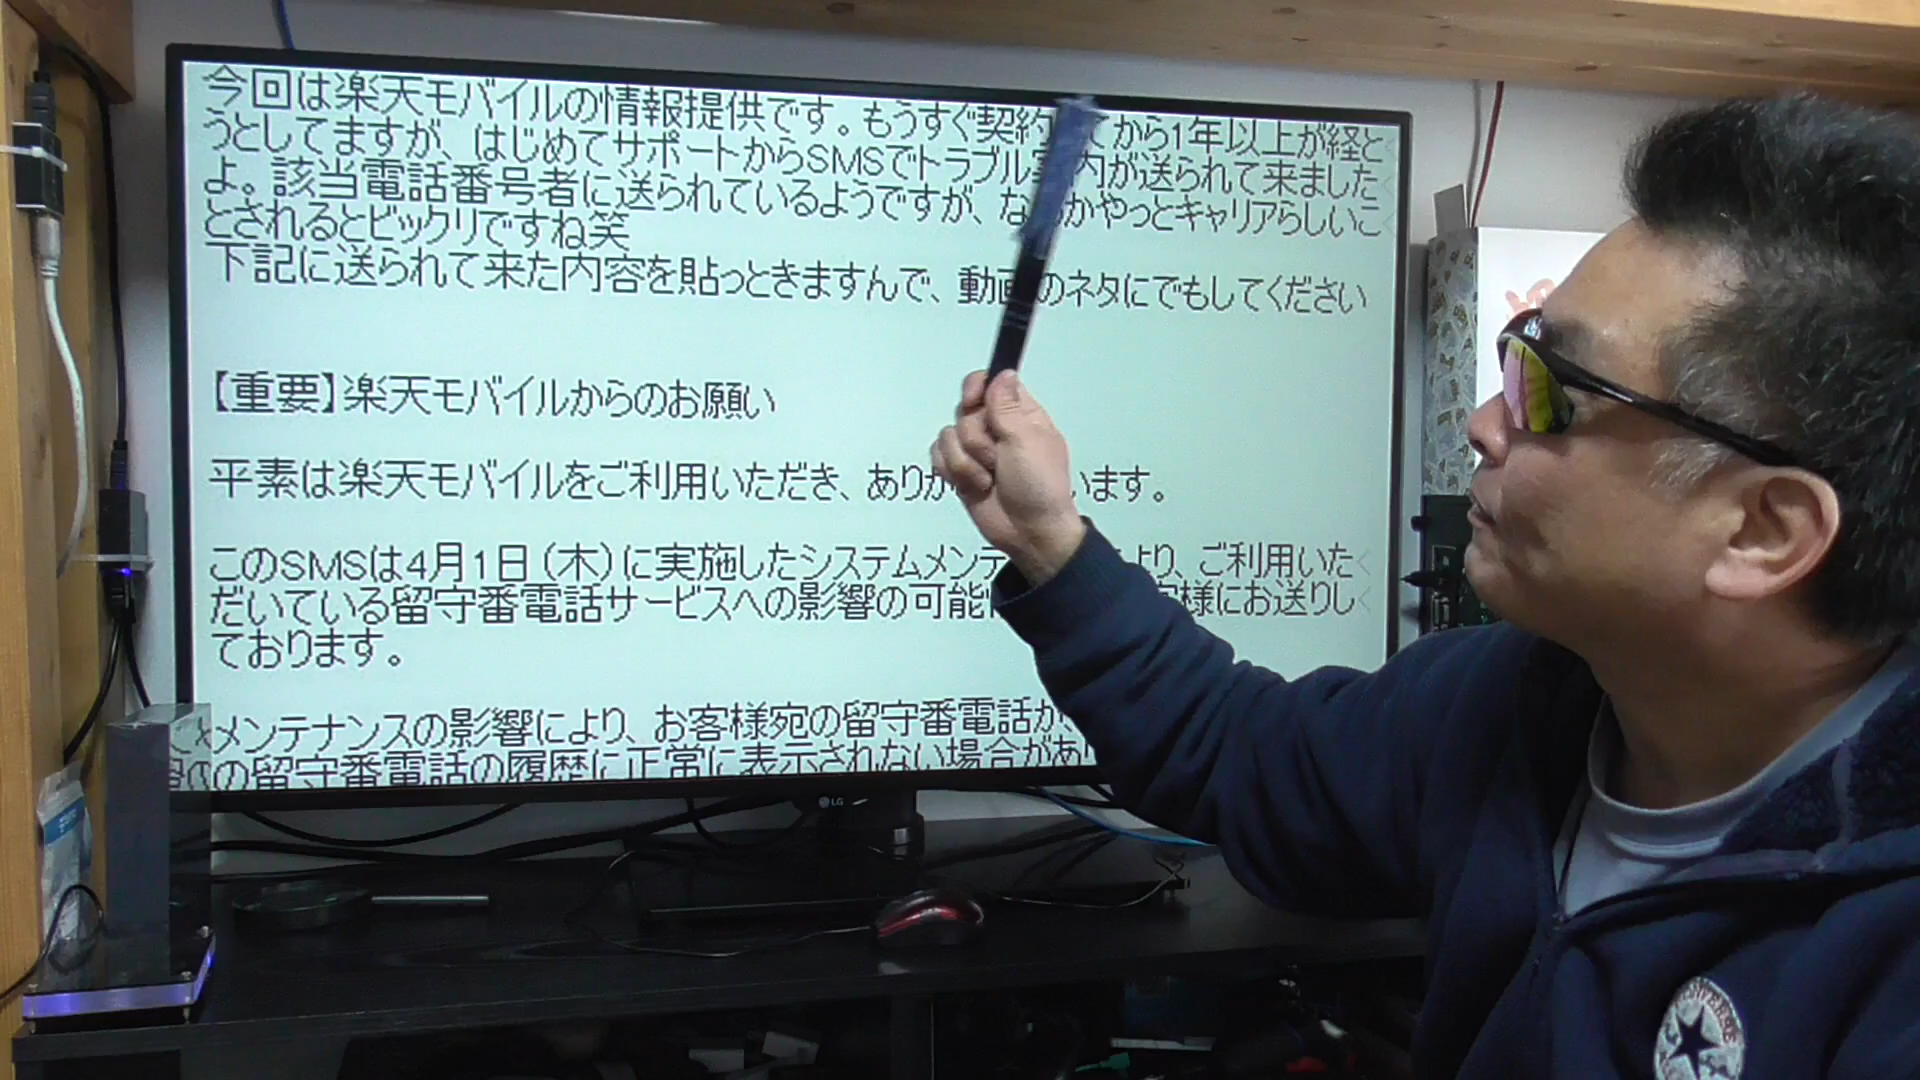 今回は楽天モバイルの情報提供です。もうすぐ契約 てから1年以上が経と
うとしてますが、はじめてサポートからSMSでトラブル 内が送られて来ました
よ。該当電話番号者に送られているようですが、な かやっとキャリアらしいこ
とされるとビックリですね笑
下記に送られて来た内容を貼っときますんで、動 のネタにでもしてください
【重要】楽天モバイルからのお願い
平素は楽天モバイルをご利用いただき、ありが います。
このSMSは4月1日（木）に実施したシステムメンテ より、ご利用いた
だいている留守番電話サービスへの影響の可能 客様にお送りし
ております。
メンテナンスの影響により、お客様宛の留守番電話か
の留守番電話の履歴に正常に表示されない場合があ
LG
CONVERSE